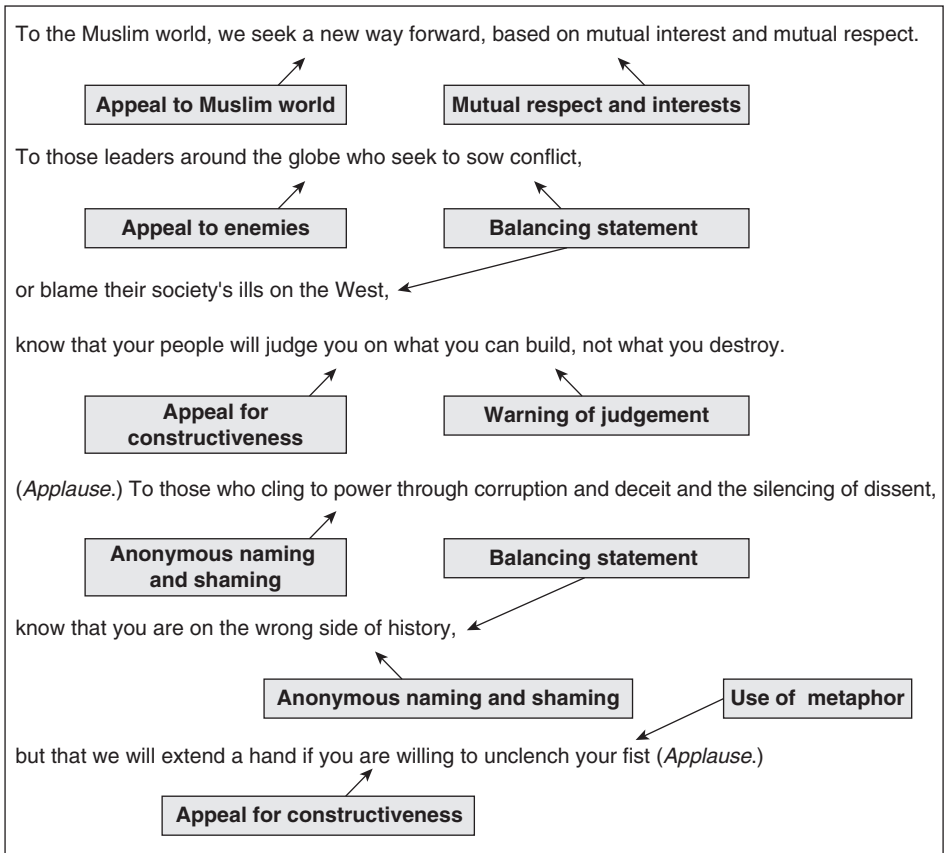 To the Muslim world, we seek a new way forward, based on mutual interest and mutual respect.
Appeal to Muslim world
Mutual respect and interests
To those leaders around the globe who seek to sow conflict,
Appeal to enemies
Balancing statement
or blame their society's ills on the West,
know that your people will judge you on what you can build, not what you destroy.
Appeal for
constructiveness
Warning of judgement
(Applause.) To those who cling to power through corruption and deceit and the silencing of dissent,
Anonymous naming
and shaming
Balancing statement
know that you are on the wrong side of history,
Anonymous naming and shaming
Use of metaphor
but that we will extend a hand if you are willing to unclench your fist (Applause.)
Appeal for constructiveness